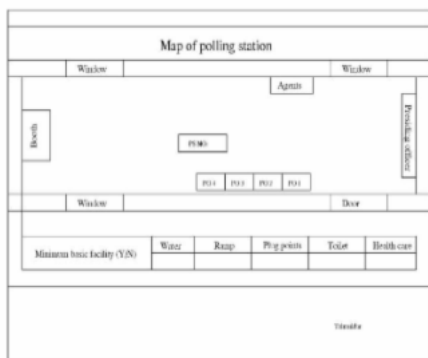 Map of polling station
Window Window
Agents
Booth
Presiding officer
PO4 PO3 PO2 PO1
Window Door
Minimum basic facility (Y/N) Water Ramp Plug points Toilet Health care